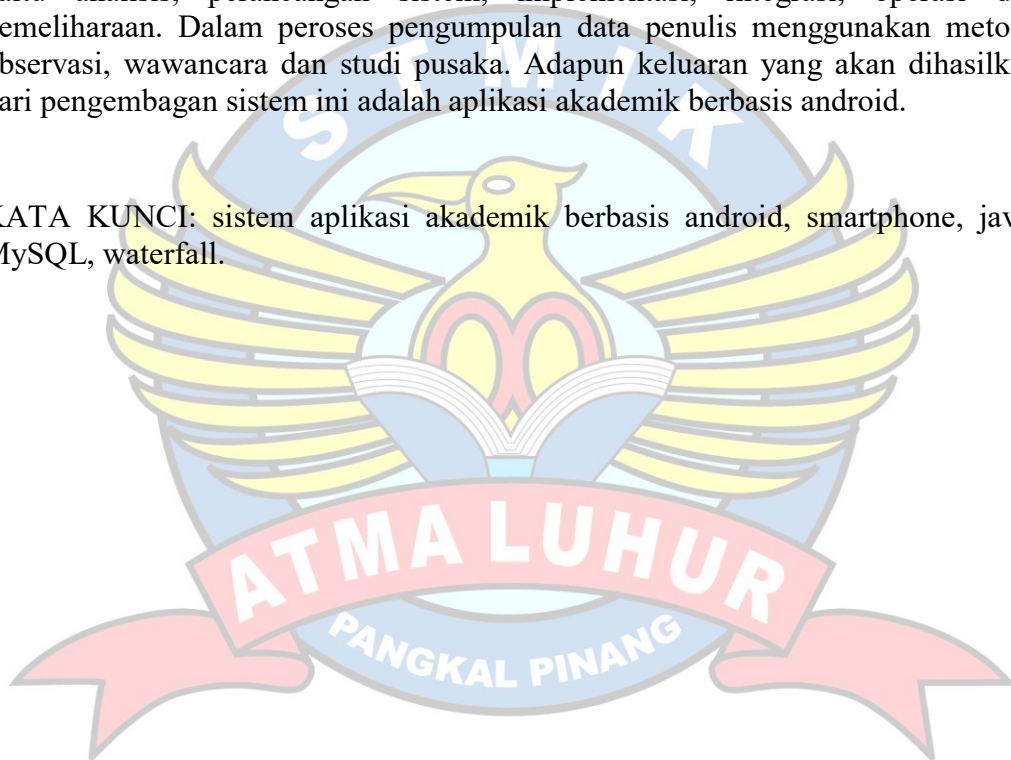 analisis, perancangan sistem, implementasi, integrasi, operasi
emeliharaan. Dalam peroses pengumpulan data penulis menggunakan meto
bservasi, wawancara dan studi pusaka. Adapun keluaran yang akan dihasilk
ari pengembagan sistem ini adalah aplikasi akademik berbasis android.
KATA KUNCI: sistem aplikasi akademik berbasis android, smartphone, jav
MySQL, waterfall.
STMIK
ATMA LUHUR
PANGKAL PINANG